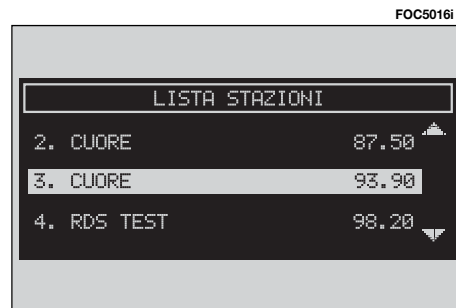 FOC5016i
LISTA STAZIONI
2. CUORE 87.50
3. CUORE 93.90
4. RDS TEST 98.20